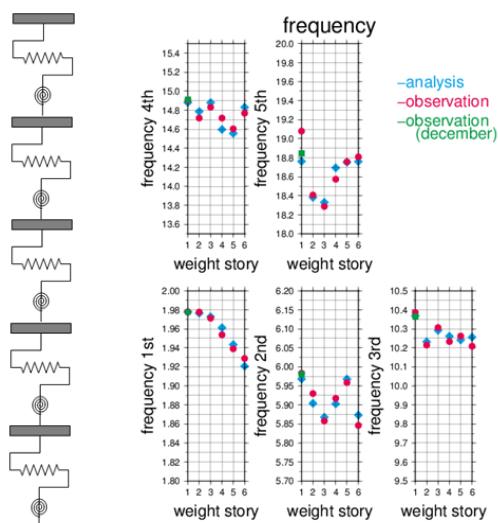 frequency
–analysis
–observation
–observation
(december)
frequency 4th
15.4
15.2
15.0
14.8
14.6
14.4
14.2
14.0
13.8
13.6
1 2 3 4 5 6
weight story
frequency 5th
20.0
19.8
19.6
19.4
19.2
19.0
18.8
18.6
18.4
18.2
18.0
1 2 3 4 5 6
weight story
frequency 1st
2.00
1.98
1.96
1.94
1.92
1.90
1.88
1.86
1.84
1.82
1.80
1 2 3 4 5 6
weight story
frequency 2nd
6.20
6.15
6.10
6.05
6.00
5.95
5.90
5.85
5.80
5.75
5.70
1 2 3 4 5 6
weight story
frequency 3rd
10.5
10.4
10.3
10.2
10.1
10.0
9.9
9.8
9.7
9.6
9.5
1 2 3 4 5 6
weight story